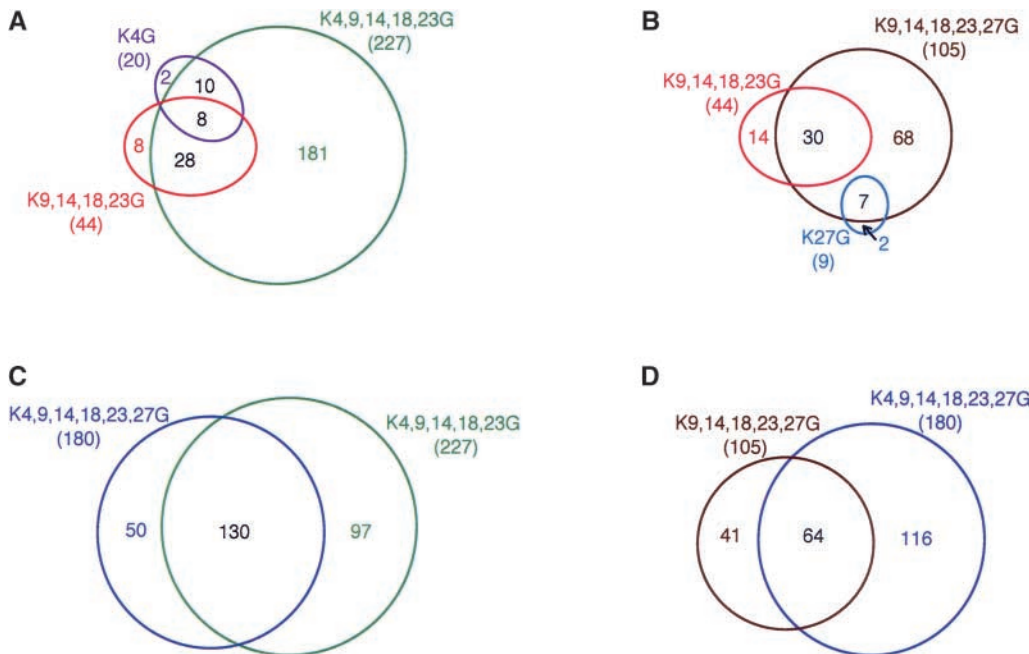 A
K4G
(20)
K4,9,14,18,23G
(227)
2
10
8
8
28
181
K9,14,18,23G
(44)
B
K9,14,18,23,27G
(105)
K9,14,18,23G
(44)
14
30
68
7
K27G
(9)
2
C
K4,9,14,18,23,27G
(180)
K4,9,14,18,23G
(227)
50
130
97
D
K9,14,18,23,27G
(105)
K4,9,14,18,23,27G
(180)
41
64
116